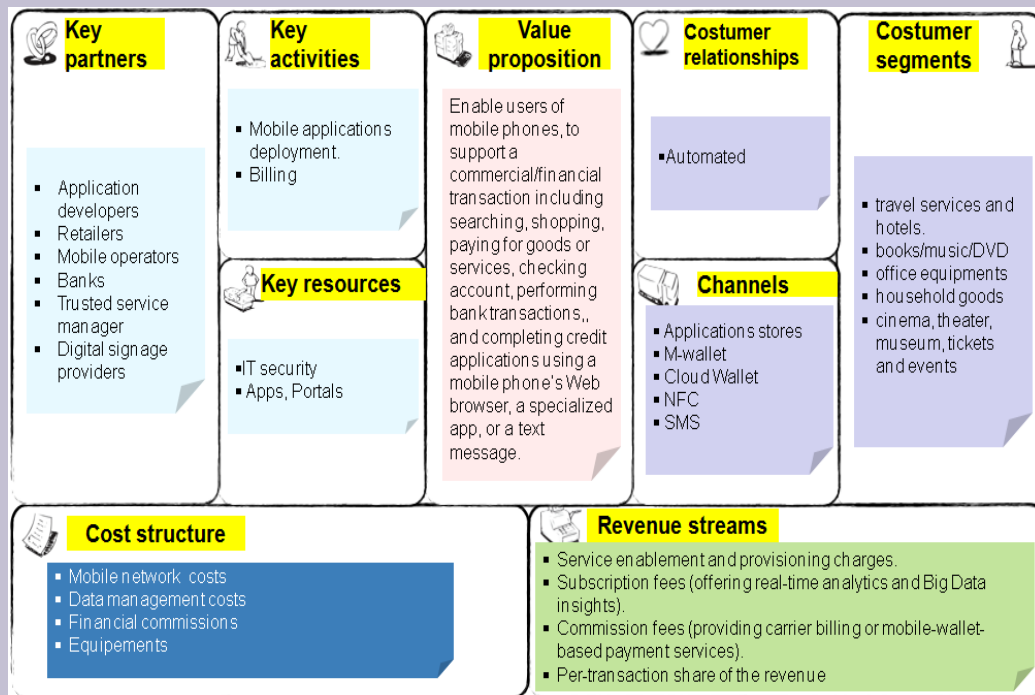 Key
partners
▪ Application
developers
▪ Retailers
▪ Mobile operators
▪ Banks
▪ Trusted service
manager
▪ Digital signage
providers
Key
activities
▪ Mobile applications
deployment.
▪ Billing
Key resources
▪IT security
▪ Apps, Portals
Value
proposition
Enable users of
mobile phones, to
support a
commercial/financial
transaction including
searching, shopping,
paying for goods or
services, checking
account, performing
bank transactions,,
and completing credit
applications using a
mobile phone's Web
browser, a specialized
app, or a text
message.
Costumer
relationships
▪Automated
Channels
▪ Applications stores
▪ M-wallet
▪ Cloud Wallet
▪ NFC
▪ SMS
Costumer
segments
▪ travel services and
hotels.
▪ books/music/DVD
▪ office equipments
▪ household goods
▪ cinema, theater,
museum, tickets
and events
Cost structure
▪ Mobile network costs
▪ Data management costs
▪ Financial commissions
▪ Equipements
Revenue streams
▪ Service enablement and provisioning charges.
▪ Subscription fees (offering real-time analytics and Big Data
insights).
▪ Commission fees (providing carrier billing or mobile-wallet-
based payment services).
▪ Per-transaction share of the revenue